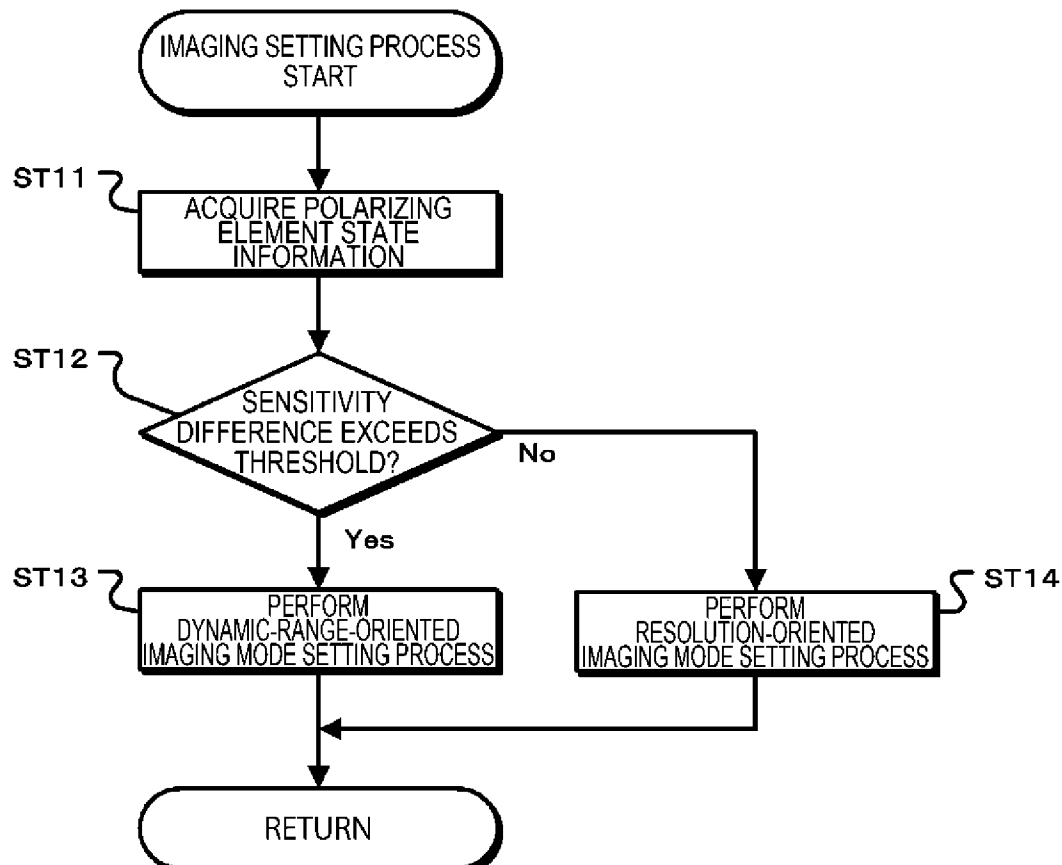 IMAGING SETTING PROCESS
START
ST11
ACQUIRE POLARIZING
ELEMENT STATE
INFORMATION
ST12
SENSITIVITY
DIFFERENCE EXCEEDS
THRESHOLD?
No
Yes
ST13
PERFORM
DYNAMIC-RANGE-ORIENTED
IMAGING MODE SETTING PROCESS
ST14
PERFORM
RESOLUTION-ORIENTED
IMAGING MODE SETTING PROCESS
RETURN